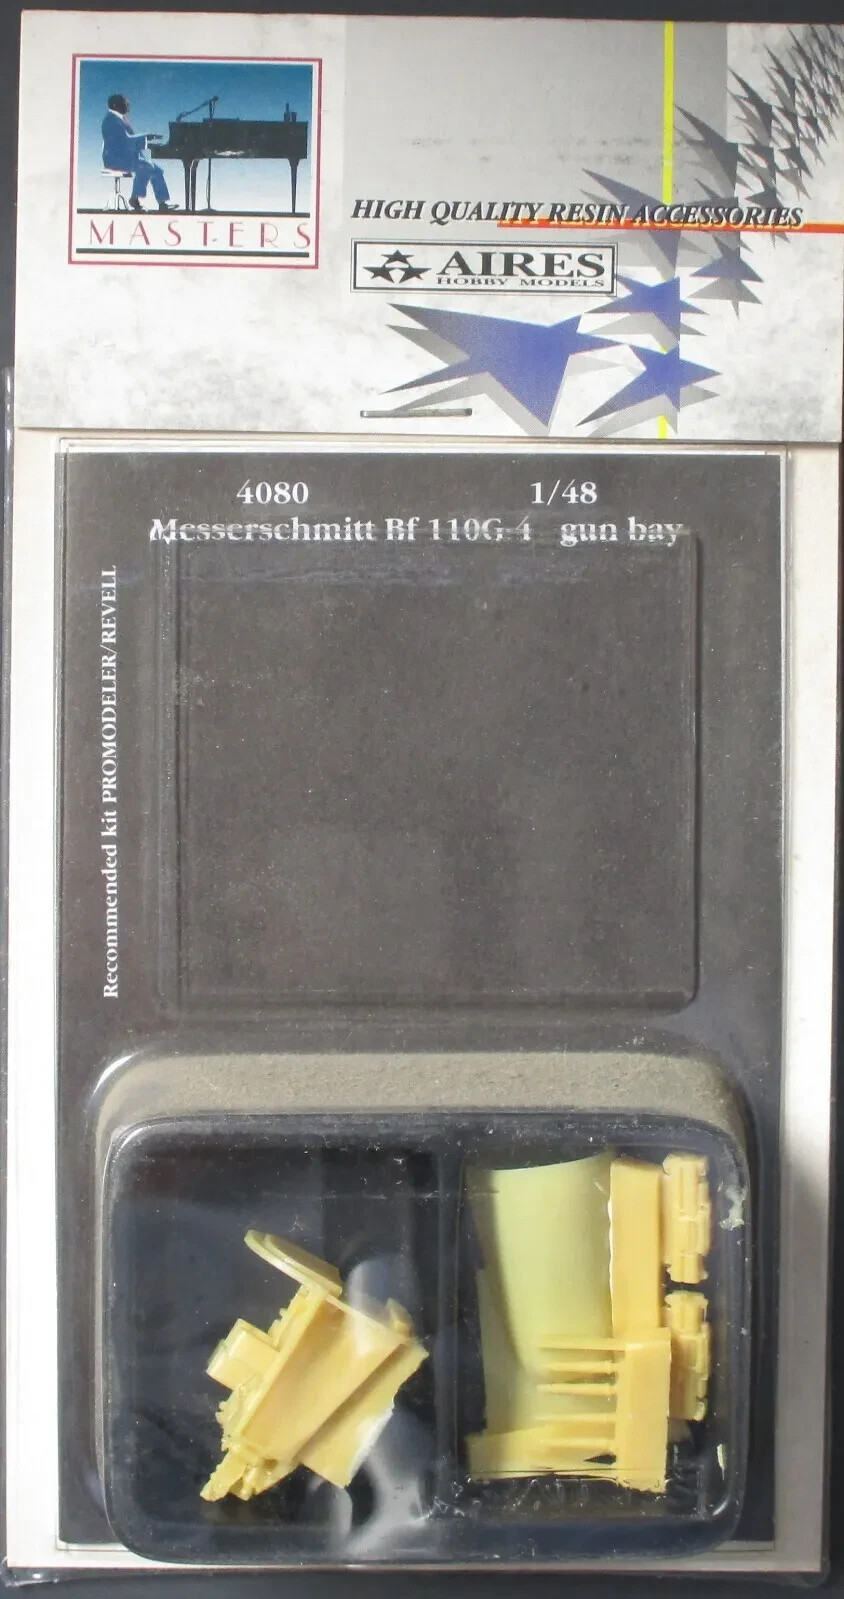 MASTERS
HIGH QUALITY RESIN ACCESSORIES
AIRES
HOBBY MODELS
4080 1/48
Messerschmitt Bf 110G-4 gun bay
Recommended kit PROMODELER/REVELL